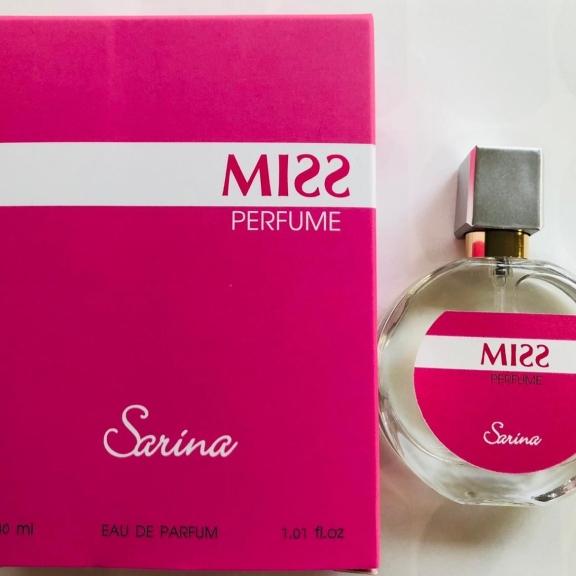 MISS
PERFUME
Sarina
ml EAU DE PARFUM 1.01 fl.oz
MISS
PERFUME
Sarina